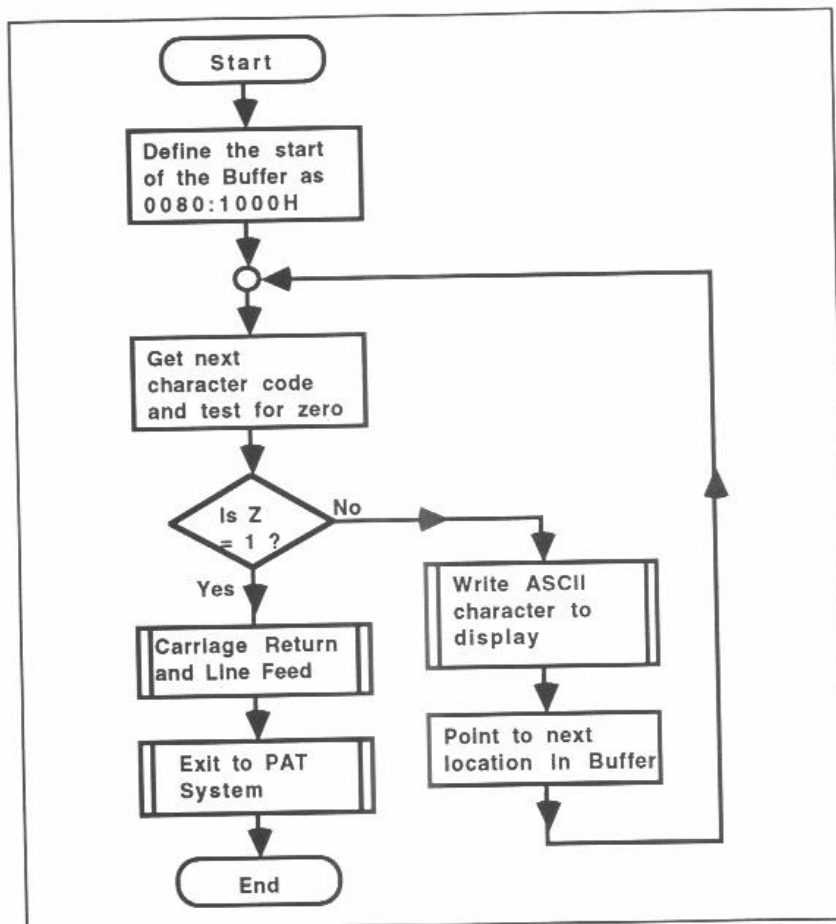 Start
Define the start
of the Buffer as
0080:1000H
Get next
character code
and test for zero
Is Z
= 1 ?
No
Yes
Write ASCII
character to
display
Carriage Return
and Line Feed
Point to next
location in Buffer
Exit to PAT
System
End